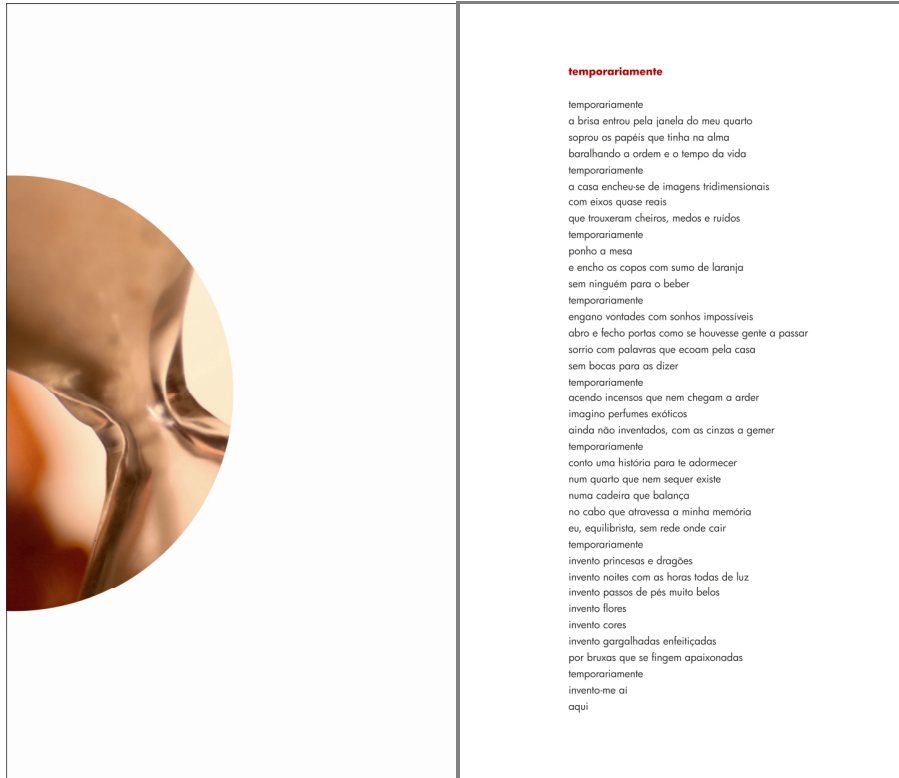 temporariamente
temporariamente
a brisa entrou pela janela do meu quarto
soprou os papéis que tinha na alma
baralhando a ordem e o tempo da vida
temporariamente
a casa encheu-se de imagens tridimensionais
com eixos quase reais
que trouxeram cheiros, medos e ruídos
temporariamente
ponho a mesa
e encho os copos com sumo de laranja
sem ninguém para o beber
temporariamente
engano vontades com sonhos impossíveis
abro e fecho portas como se houvesse gente a passar
sorrio com palavras que ecoam pela casa
sem bocas para as dizer
temporariamente
acendo incensos que nem chegam a arder
imagino perfumes exóticos
ainda não inventados, com as cinzas a gemer
temporariamente
conto uma história para te adormecer
num quarto que nem sequer existe
numa cadeira que balança
no cabo que atravessa a minha memória
eu, equilibrista, sem rede onde cair
temporariamente
invento princesas e dragões
invento noites com as horas todas de luz
invento passos de pés muito belos
invento flores
invento cores
invento gargalhadas enfeitiçadas
por bruxas que se fingem apaixonadas
temporariamente
invento-me aí
aqui